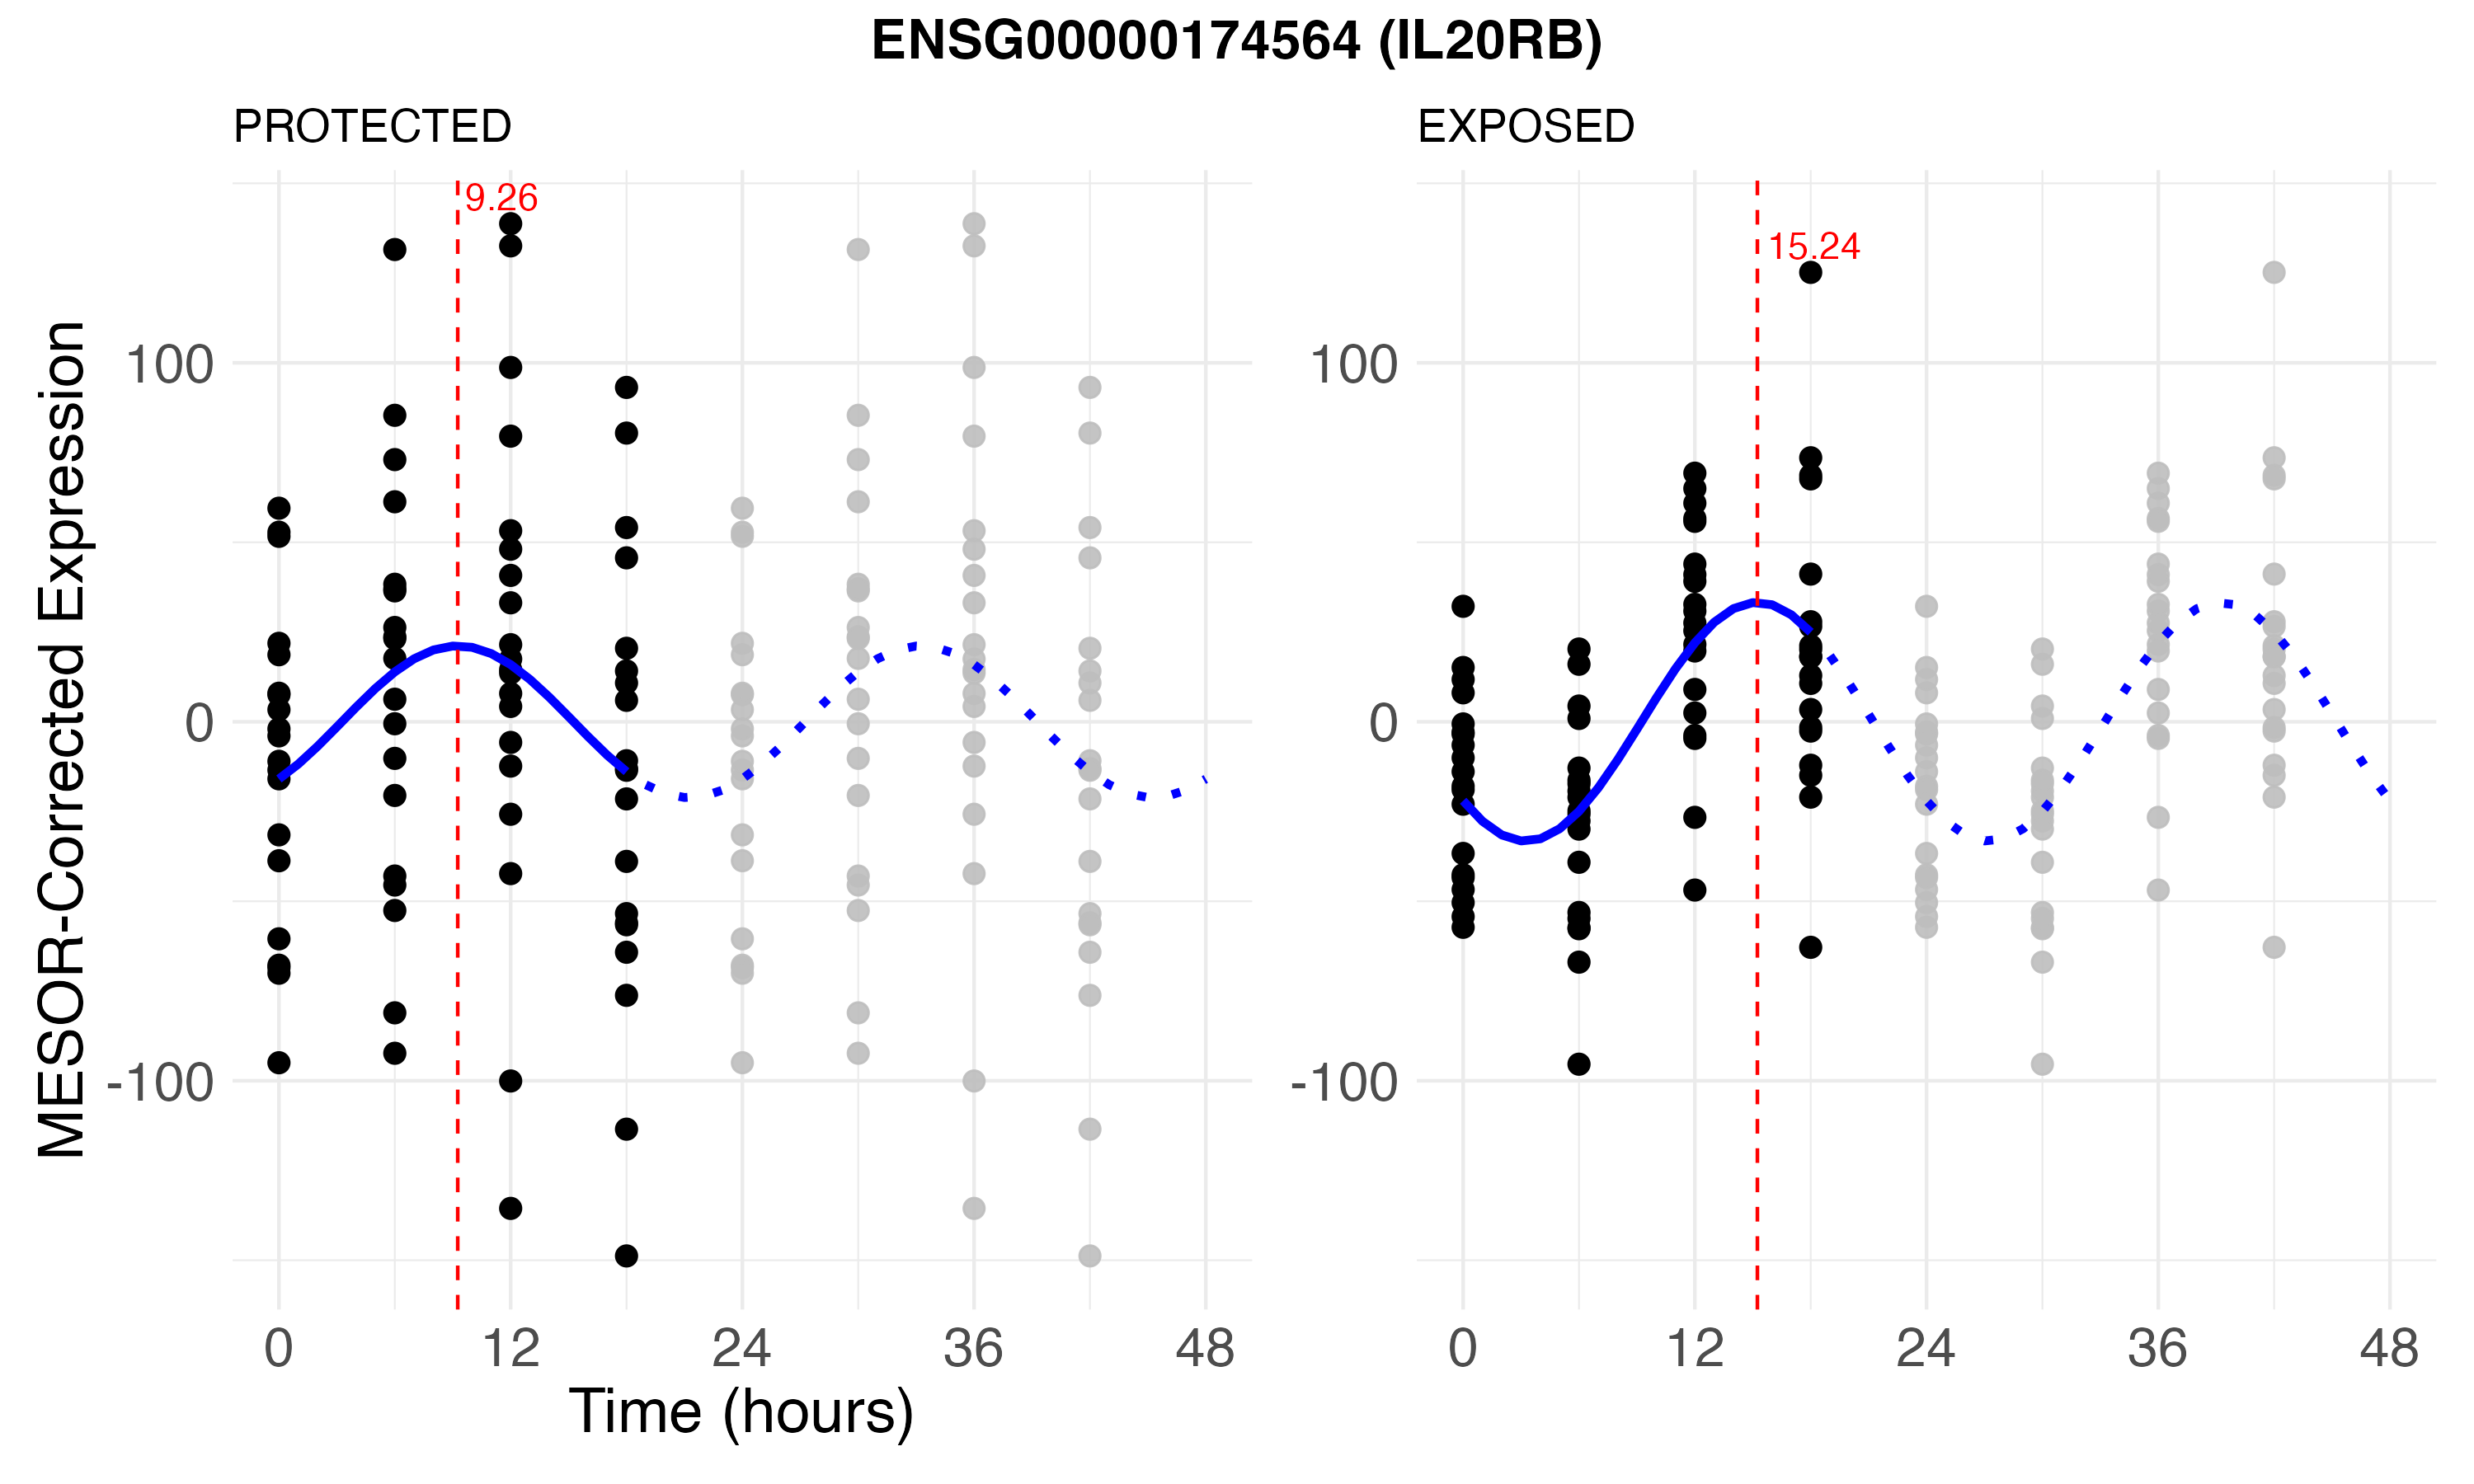 ENSG00000174564 (IL20RB)
PROTECTED
EXPOSED
MESOR-Corrected Expression
9.26
15.24
100
0
-100
100
0
-100
0 12 24 36 48
0 12 24 36 48
Time (hours)